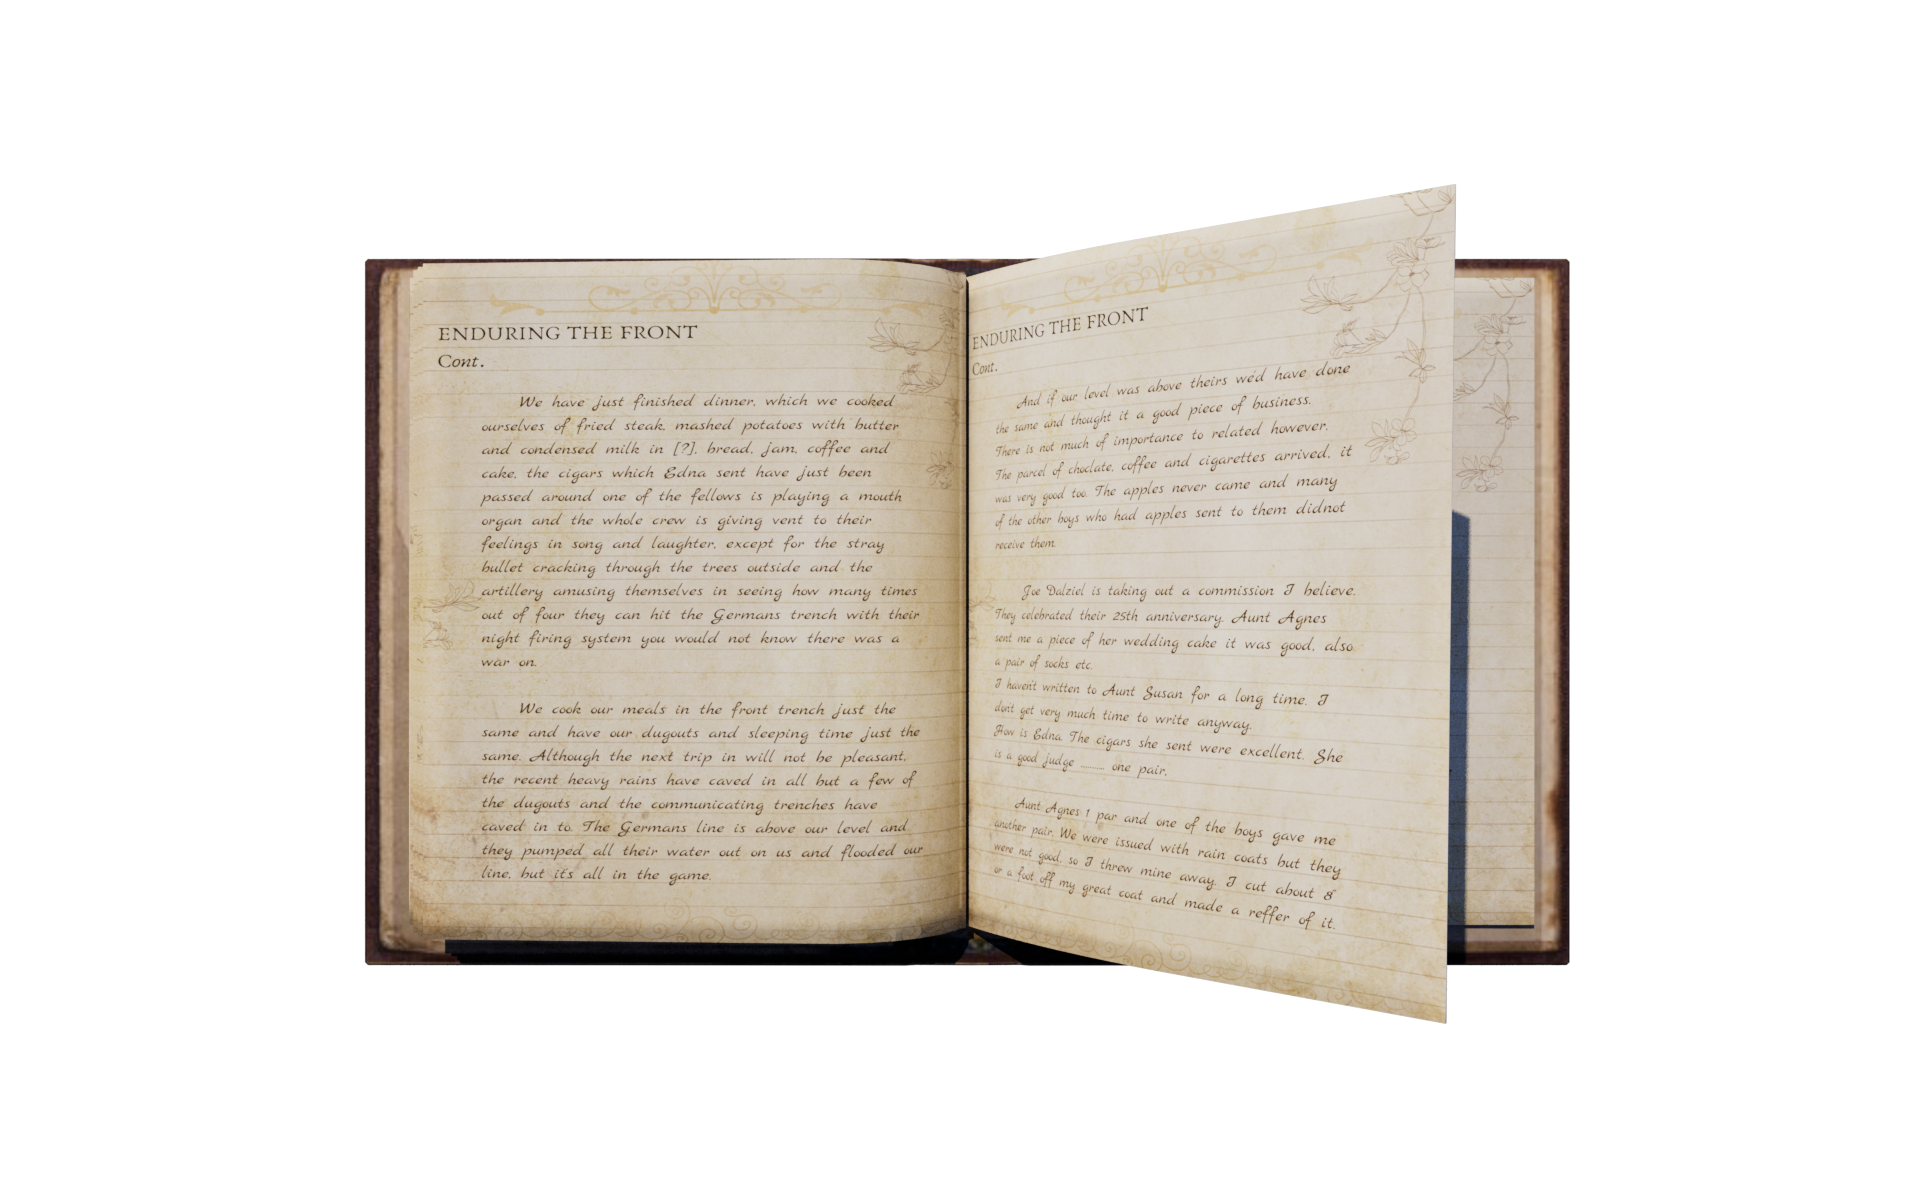 ENDURING THE FRONT
Cont.
We have just finished dinner, which we cooked
ourselves of fried steak, mashed potatoes with butter
and condensed milk in [?], bread, jam, coffee and
cake, the cigars which Edna sent have just been
passed around one of the fellows is playing a mouth
organ and the whole crew is giving vent to their
feelings in song and laughter, except for the stray
bullet cracking through the trees outside and the
artillery amusing themselves in seeing how many times
out of four they can hit the Germans trench with their
night firing system you would not know there was a
war on.
We cook our meals in the front trench just the
same and have our dugouts and sleeping time just the
same. Although the next trip in will not be pleasant,
the recent heavy rains have caved in all but a few of
the dugouts and the communicating trenches have
caved in to. The Germans line is above our level and
they pumped all their water out on us and flooded our
line, but it's all in the game.
ENDURING THE FRONT
Cont.
And if our level was above theirs we'd have done
the same and thought it a good piece of business.
There is not much of importance to related however.
The parcel of choclate, coffee and cigarettes arrived, it
was very good too. The apples never came and many
of the other boys who had apples sent to them didnot
receive them.
Joe Dalziel is taking out a commission I believe.
They celebrated their 25th anniversary. Aunt Agnes
sent me a piece of her wedding cake it was good, also
a pair of socks etc.
I haven't written to Aunt Susan for a long time. I
don't get very much time to write anyway.
How is Edna. The cigars she sent were excellent. She
is a good judge ......... one pair,
Aunt Agnes 1 par and one of the boys gave me
another pair. We were issued with rain coats but they
were not good, so I threw mine away. I cut about 8
or a foot off my great coat and made a reffer of it.